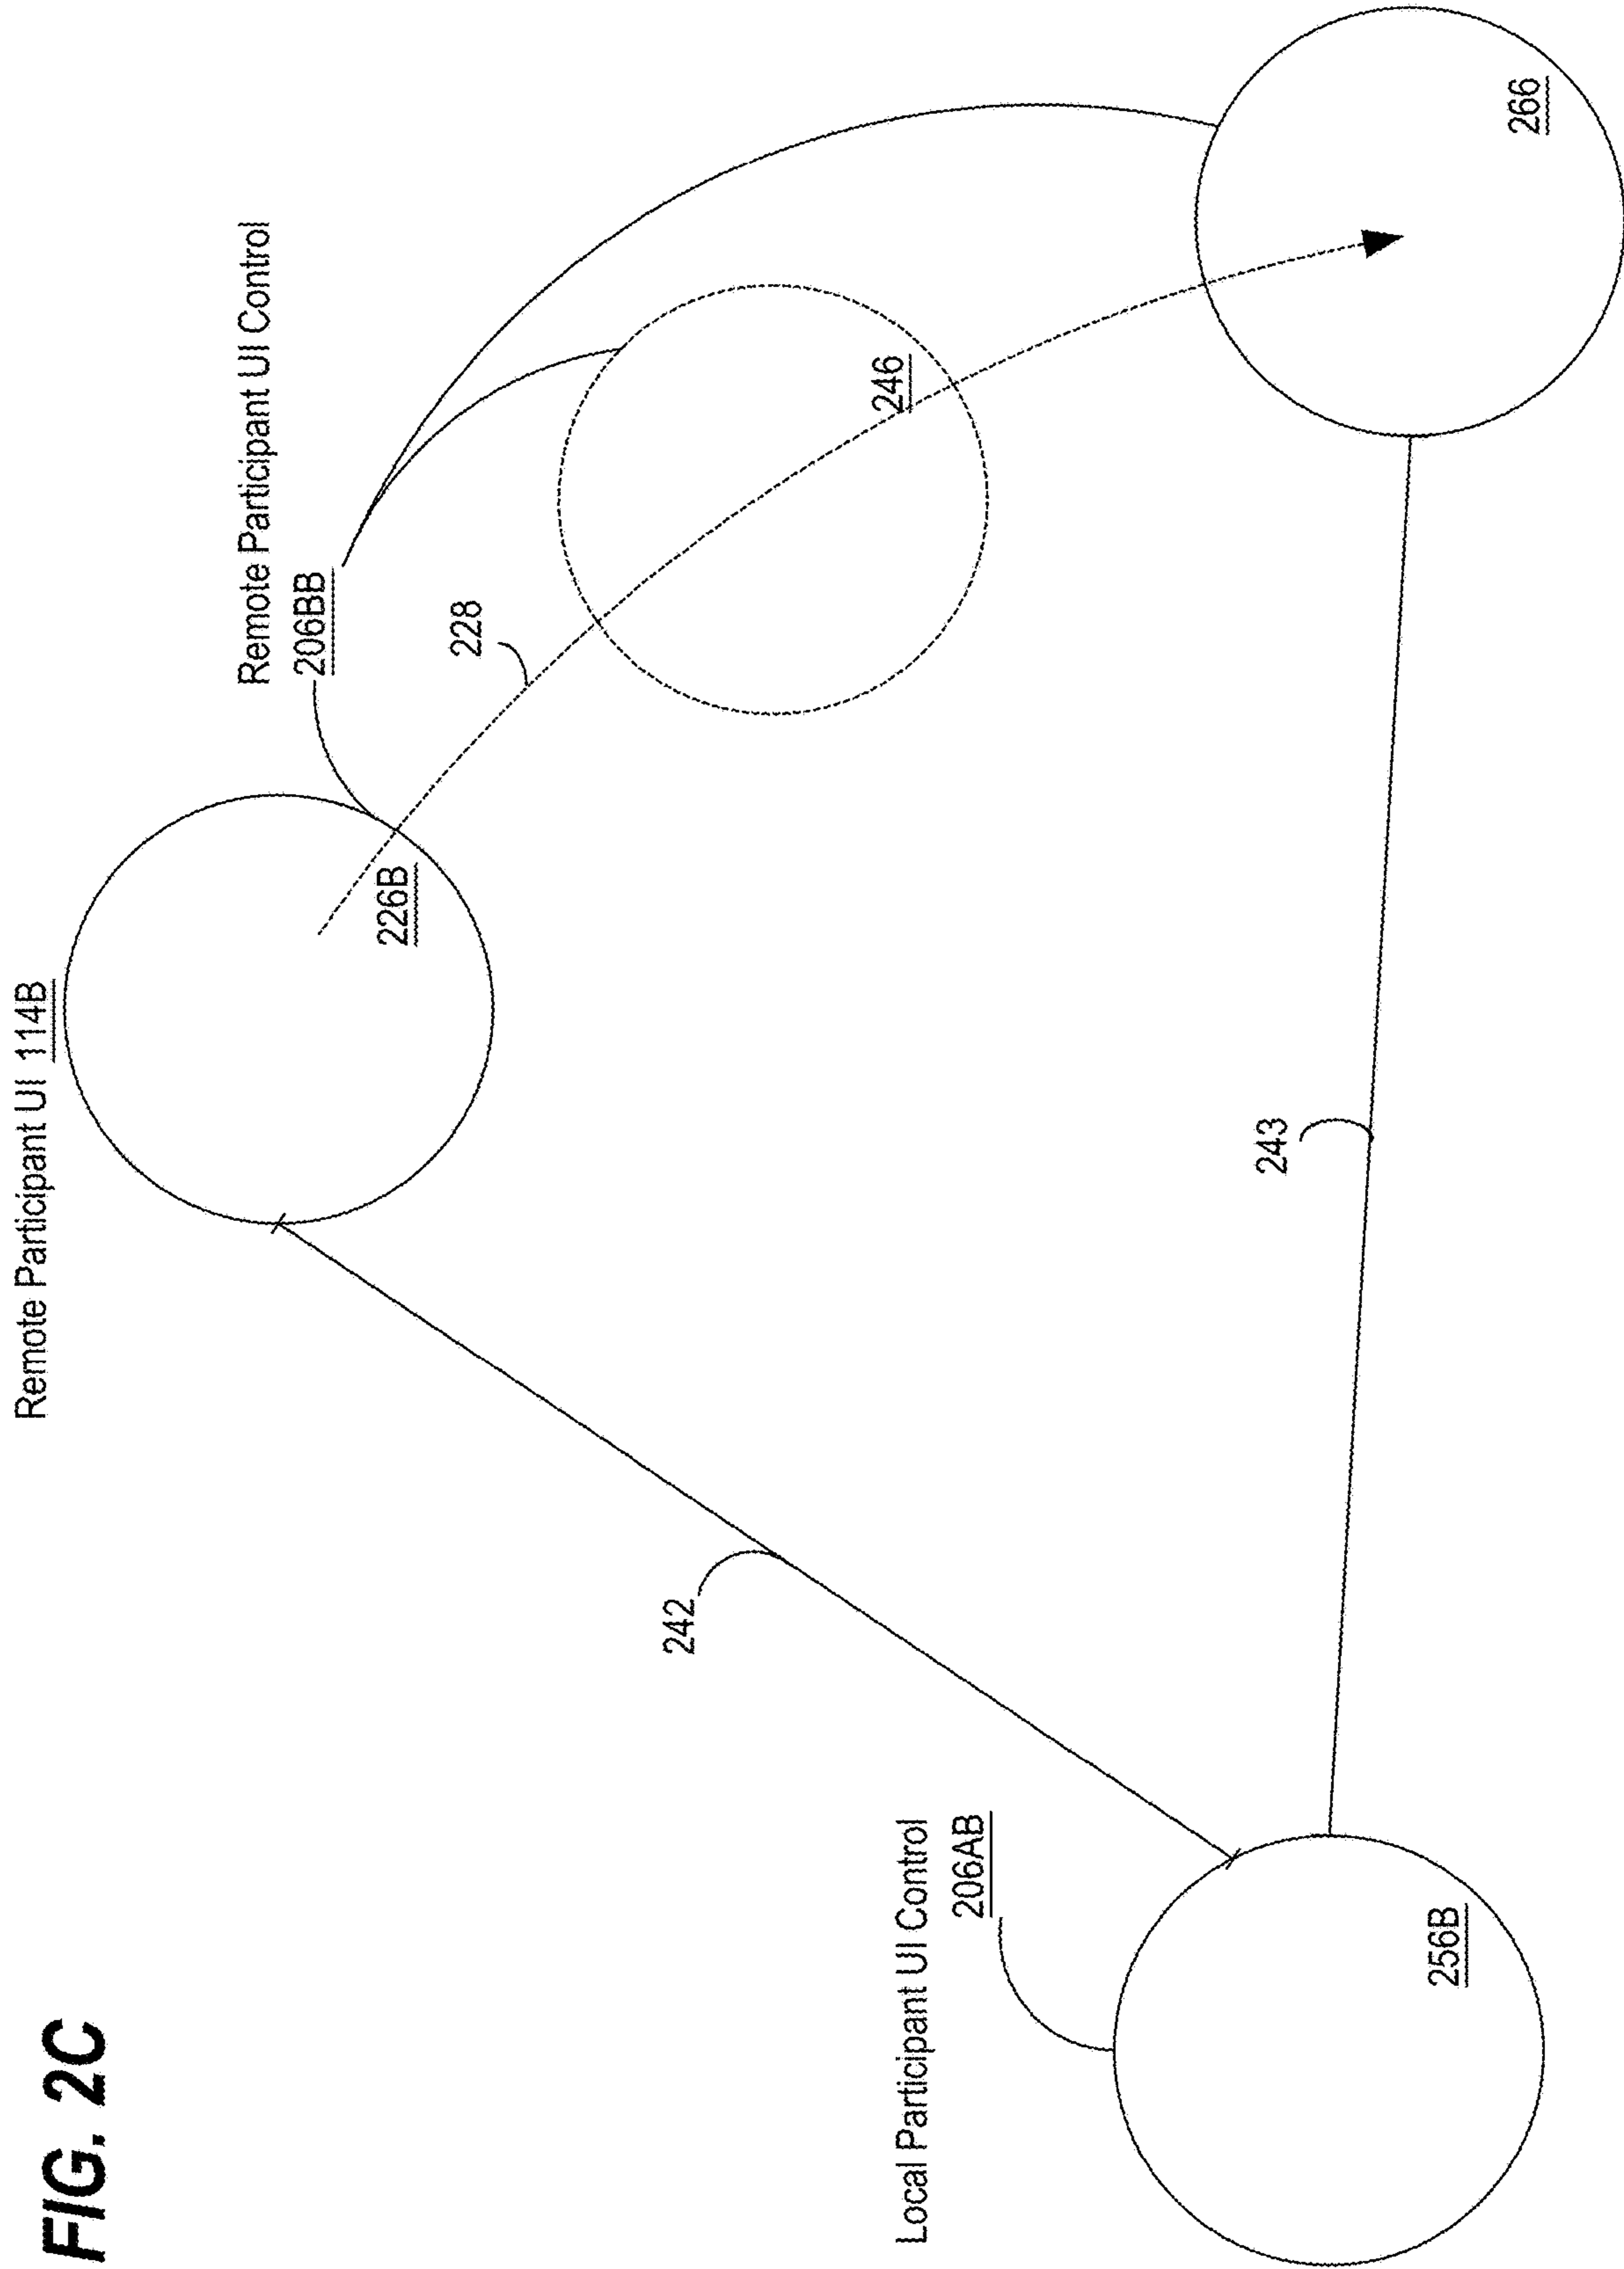 FIG. 2C
Remote Participant UI 114B
Remote Participant UI Control
206BB
226B
228
246
242
Local Participant UI Control
206AB
243
256B
266